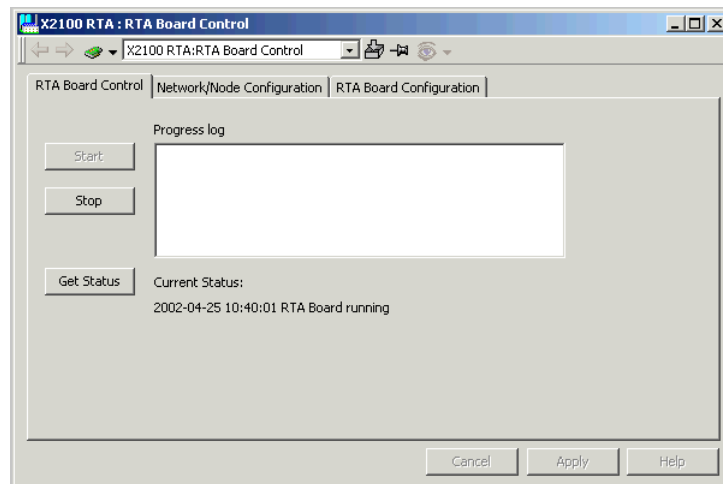 X2100 RTA : RTA Board Control
X2100 RTA:RTA Board Control
RTA Board Control Network/Node Configuration RTA Board Configuration
Progress log
Start
Stop
Get Status Current Status:
2002-04-25 10:40:01 RTA Board running
Cancel Apply Help